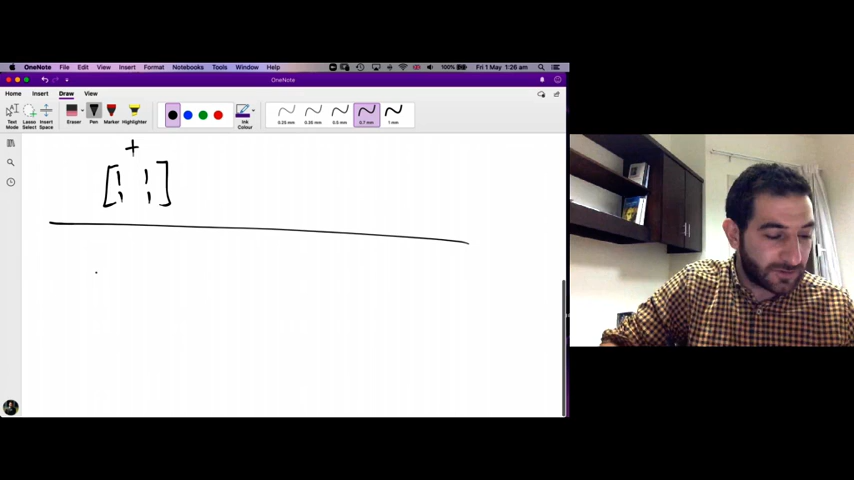 OneNote File Edit View Insert Format Notebooks Tools Window Help 100% Fri 1 May 1:26 am
OneNote
Home Insert Draw View
Text Mode Lasso Select Insert Space Eraser Pen Marker Highlighter Ink Colour 0.25 mm 0.35 mm 0.5 mm 0.7 mm 1 mm
+
[1 1
1 1]